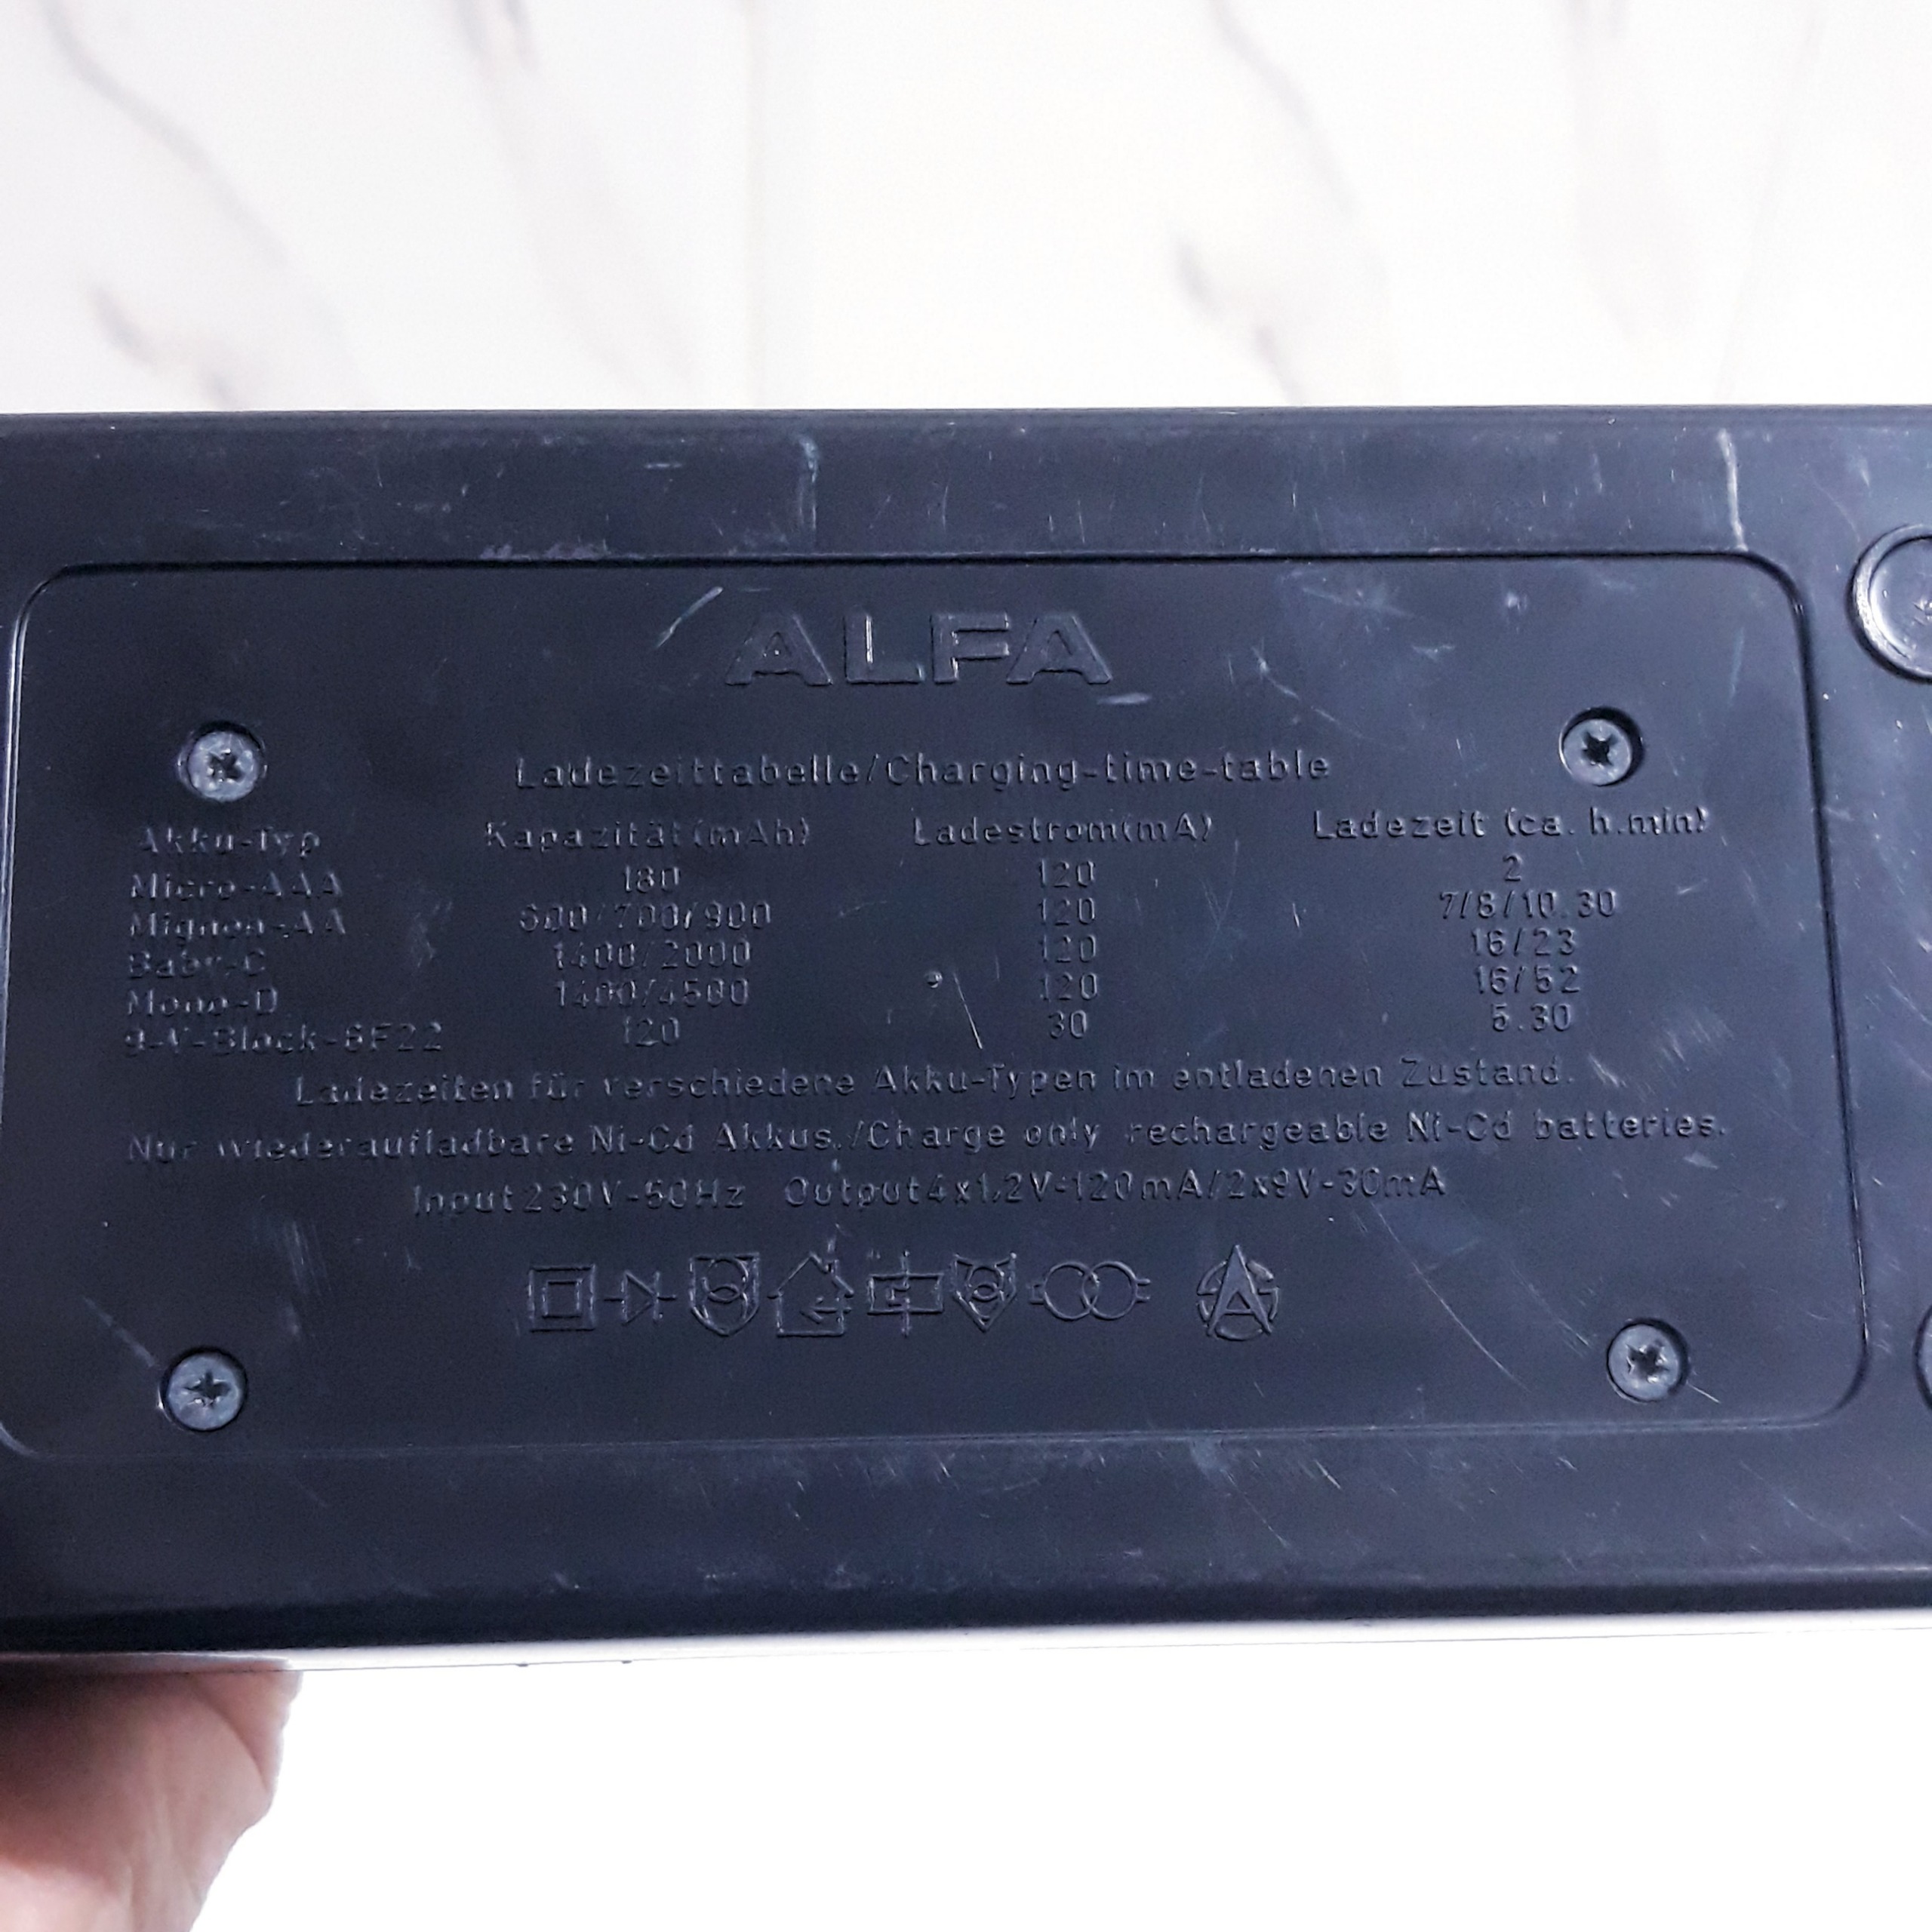 ALFA
Ladezeittabelle/Charging-time-table
Akku-Typ Kapazität(mAh) Ladestrom(mA) Ladezeit (ca. h.min)
Micro-AAA 180 120 2
Mignon-AA 600/700/900 120 7/8/10.30
Baby-C 1400/2000 120 16/23
Mono-D 1400/4500 120 16/52
9-V-Block-6F22 120 30 5.30
Ladezeiten für verschiedene Akku-Typen im entladenen Zustand.
Nur wiederaufladbare Ni-Cd Akkus./Charge only rechargeable Ni-Cd batteries.
Input 230V-50Hz Output 4x1,2V=120mA/2x9V-30mA